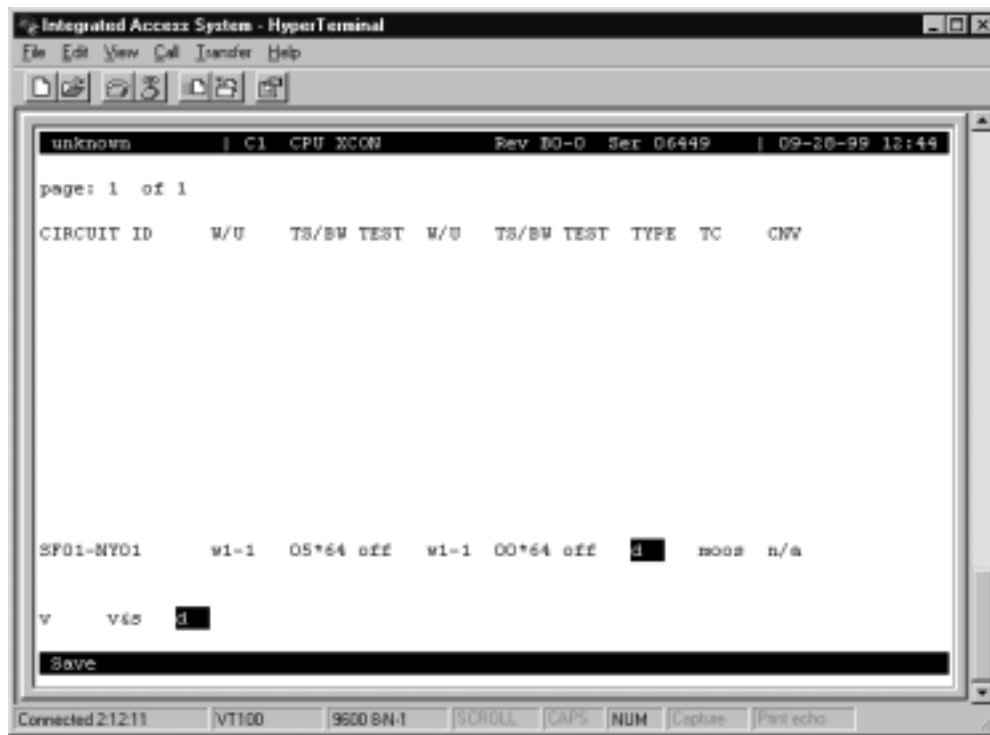 Integrated Access System - HyperTerminal
File Edit View Call Transfer Help
unknown | C1 CPU XCON Rev B0-0 Ser 06449 | 09-28-99 12:44
page: 1 of 1
CIRCUIT ID W/U TS/BW TEST W/U TS/BW TEST TYPE TC CNV
SF01-NY01 w1-1 05*64 off w1-1 00*64 off d moos n/a
v v&s d
Save
Connected 2:12:11 VT100 9600 8-N-1 SCROLL CAPS NUM Capture Print echo